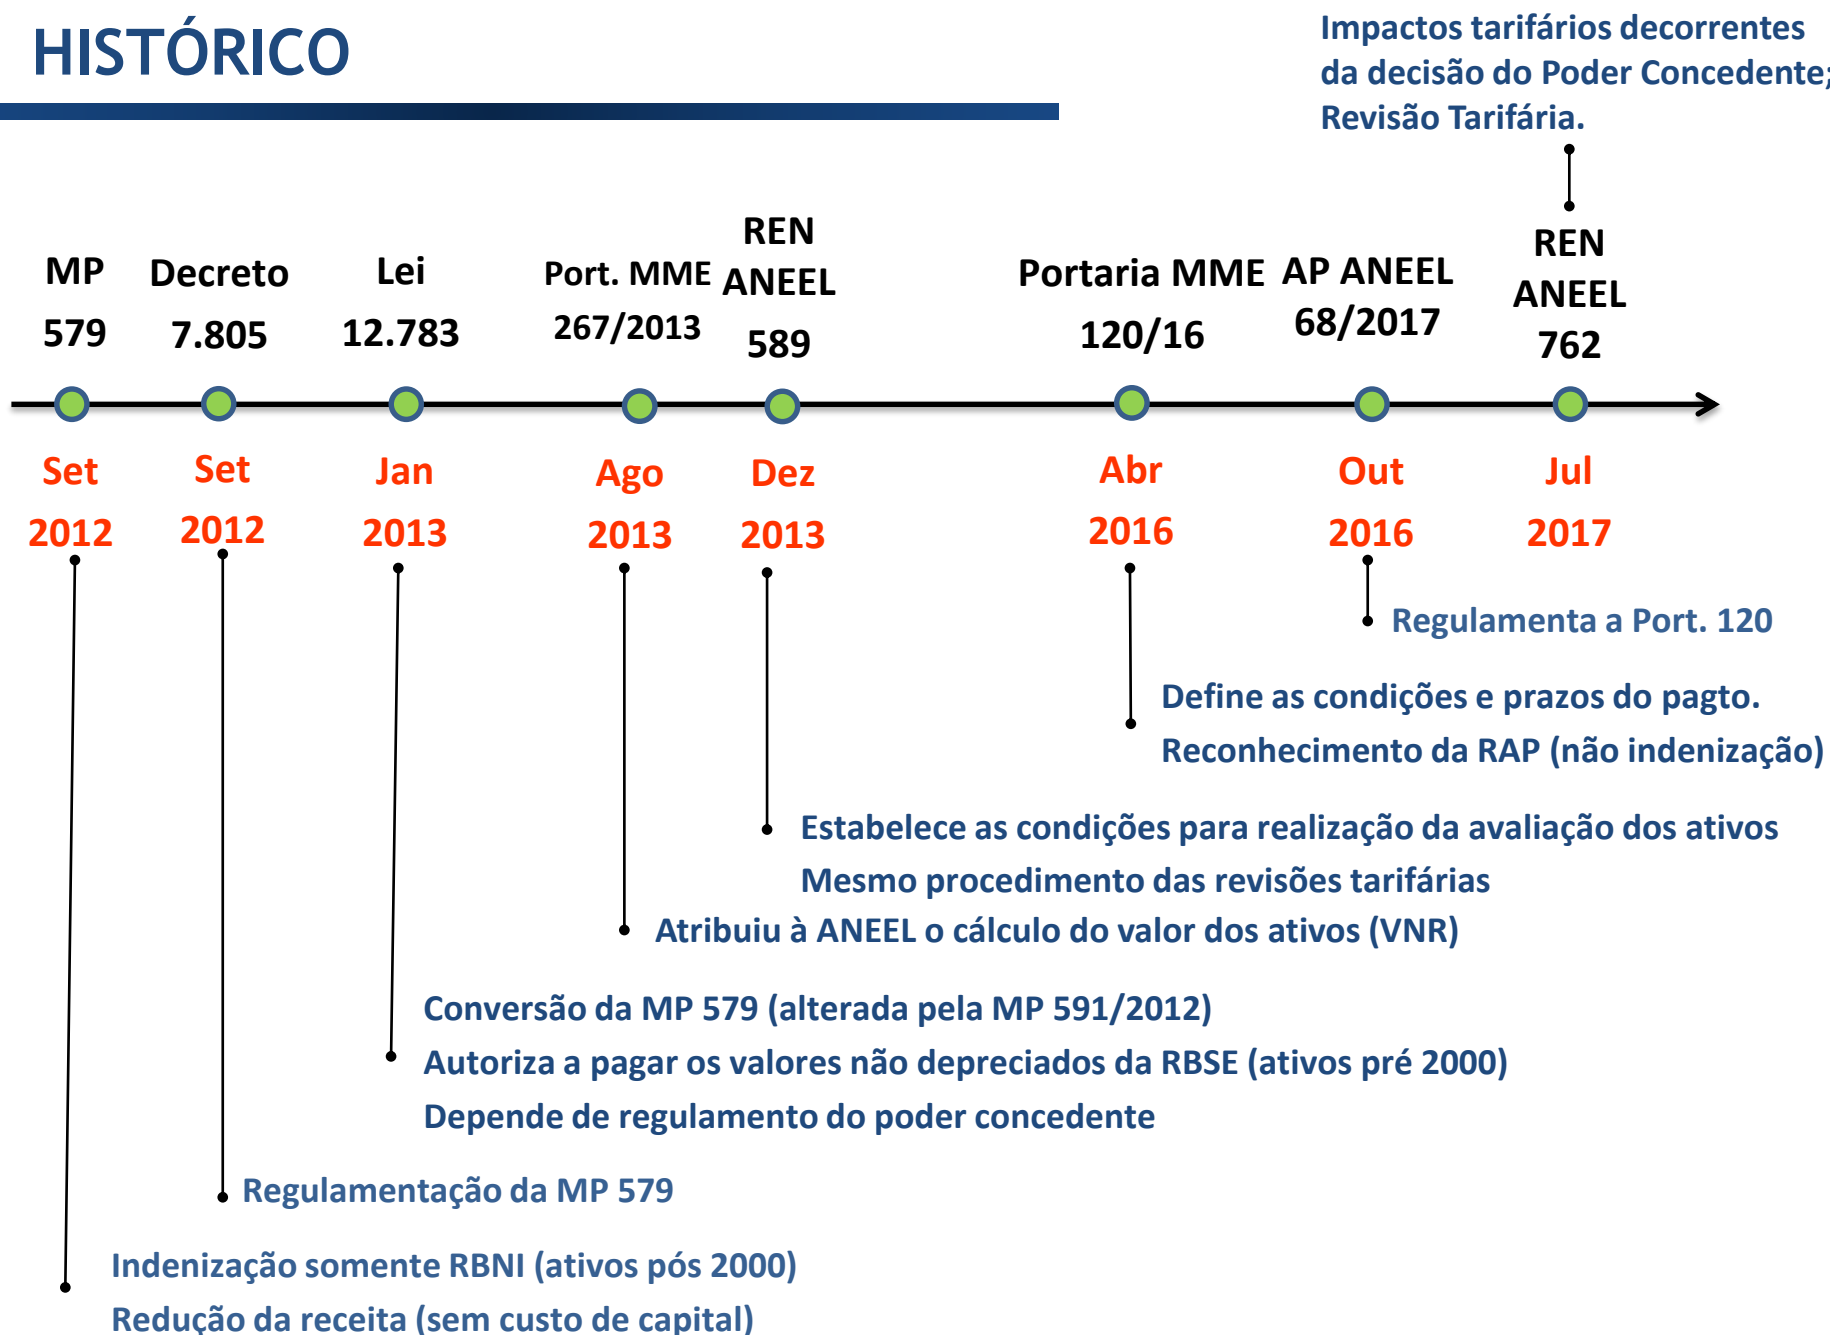 HISTÓRICO
Impactos tarifários decorrentes
da decisão do Poder Concedente;
Revisão Tarifária.
MP
579
Decreto
7.805
Lei
12.783
Port. MME
267/2013
REN
ANEEL
589
Portaria MME
120/16
AP ANEEL
68/2017
REN
ANEEL
762
Set
2012
Set
2012
Jan
2013
Ago
2013
Dez
2013
Abr
2016
Out
2016
Jul
2017
Regulamenta a Port. 120
Define as condições e prazos do pagto.
Reconhecimento da RAP (não indenização)
Estabelece as condições para realização da avaliação dos ativos
Mesmo procedimento das revisões tarifárias
Atribuiu à ANEEL o cálculo do valor dos ativos (VNR)
Conversão da MP 579 (alterada pela MP 591/2012)
Autoriza a pagar os valores não depreciados da RBSE (ativos pré 2000)
Depende de regulamento do poder concedente
Regulamentação da MP 579
Indenização somente RBNI (ativos pós 2000)
Redução da receita (sem custo de capital)